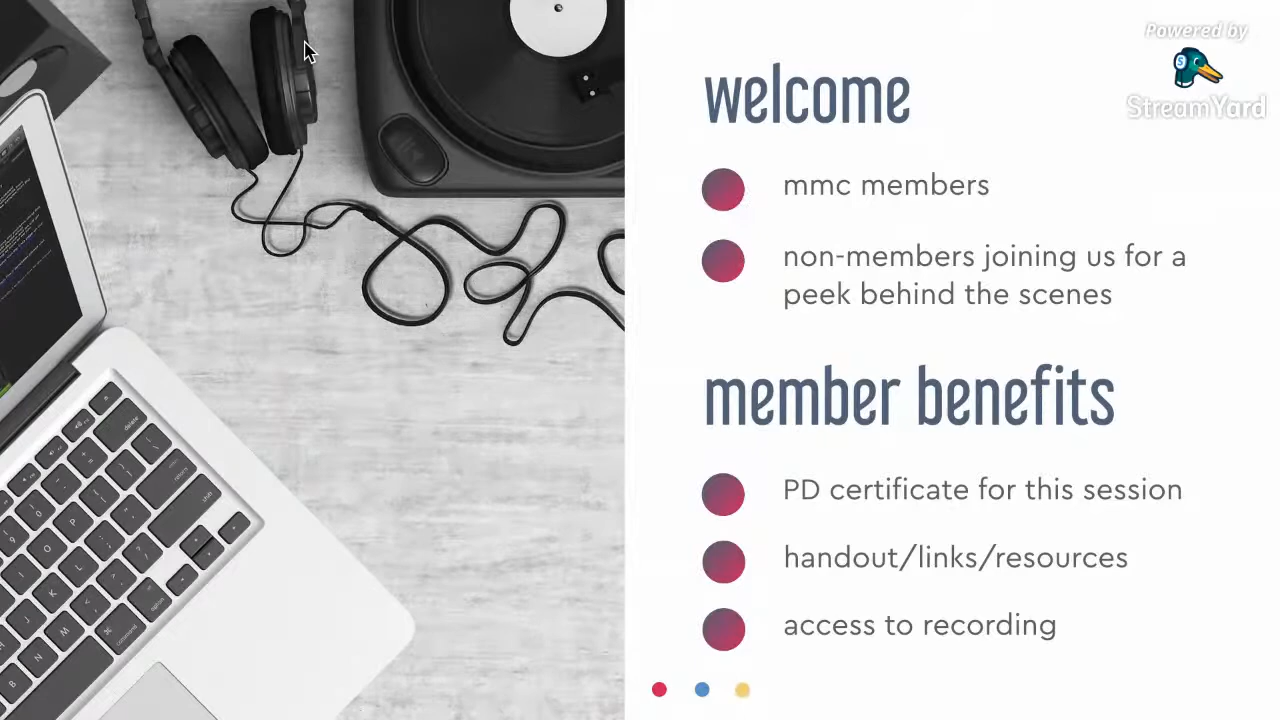 Powered by
StreamYard
welcome
mmc members
non-members joining us for a
peek behind the scenes
member benefits
PD certificate for this session
handout/links/resources
access to recording